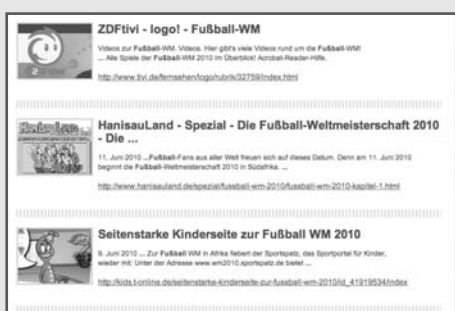 ZDFtivi - logo! - Fußball-WM
Videos zur Fußball-WM. Videos. Hier gibt's viele Videos rund um die Fußball-WM!
... Alle Spiele der Fußball-WM 2010 im Überblick! Acrobat-Reader-Hilfe.
http://www.tivi.de/fernsehen/logo/rubrik/32759/index.html
HanisauLand
HanisauLand - Spezial - Die Fußball-Weltmeisterschaft 2010
- Die ...
11. Juni 2010 ...Fußball-Fans aus aller Welt freuen sich auf dieses Datum. Denn am 11. Juni 2010
beginnt die Fußball-Weltmeisterschaft 2010 in Südafrika. ...
http://www.hanisauland.de/spezial/fussball-wm-2010/fussball-wm-2010-kapitel-1.html
Seitenstarke Kinderseite zur Fußball WM 2010
9. Juni 2010 ... Zur Fußball WM in Afrika fiebert der Sportspatz, das Sportportal für Kinder,
wieder mit: Unter der Adresse www.wm2010.sportspatz.de bietet ...
http://kids.t-online.de/seitenstarke-kinderseite-zur-fussball-wm-2010/id_41919534/index